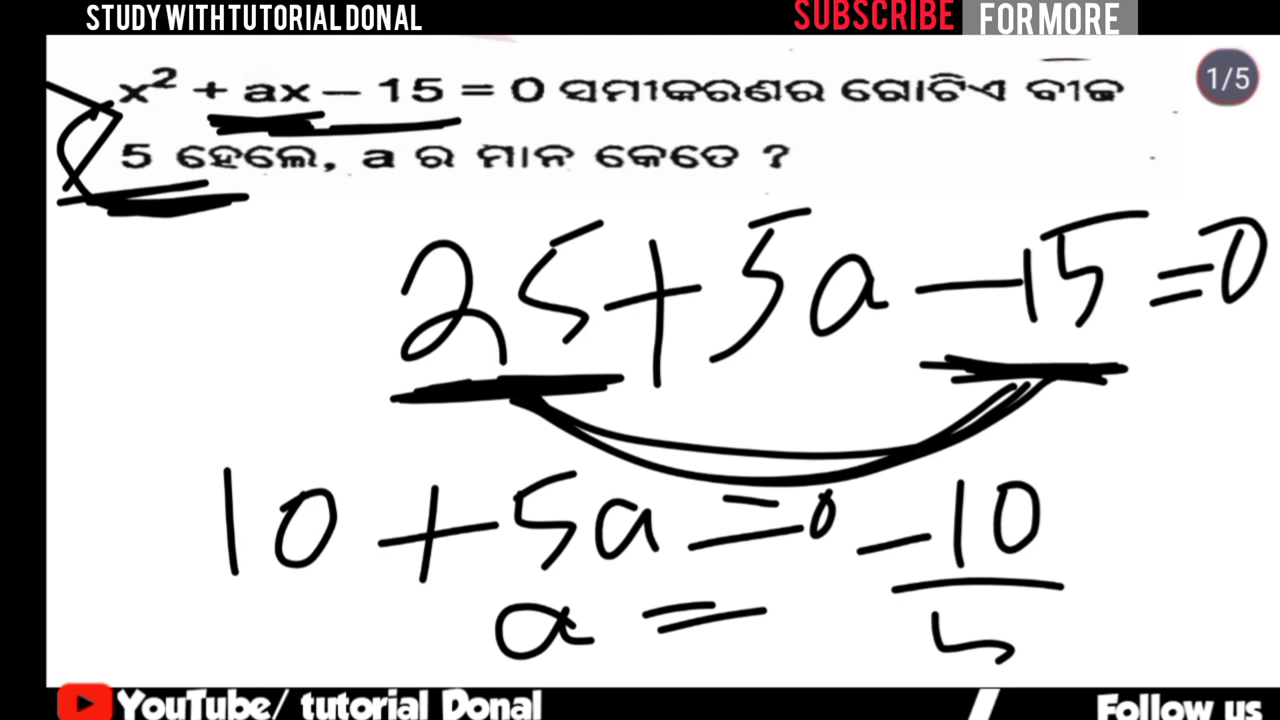 STUDY WITH TUTORIAL DONAL
SUBSCRIBE FOR MORE
x² + ax − 15 = 0 ସମୀକରଣର ଗୋଟିଏ ବୀଜ
1/5
5 ହେଲେ, a ର ମାନ କେତେ ?
25+5a−15=0
10+5a=0 −10
a = 5
YouTube/ tutorial Donal
/ Follow us